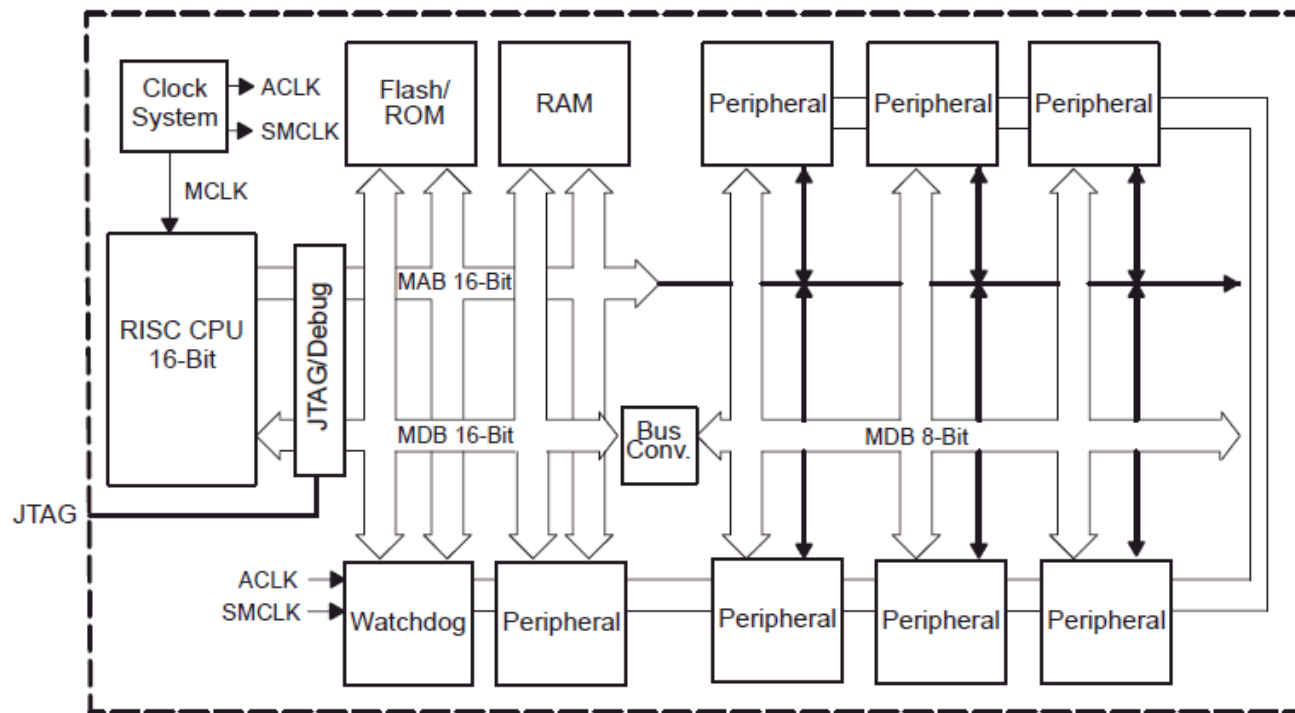 Clock
System
ACLK
SMCLK
MCLK
Flash/
ROM
RAM
Peripheral
Peripheral
Peripheral
RISC CPU
16-Bit
JTAG/Debug
MAB 16-Bit
MDB 16-Bit
Bus
Conv.
MDB 8-Bit
JTAG
ACLK
SMCLK
Watchdog
Peripheral
Peripheral
Peripheral
Peripheral